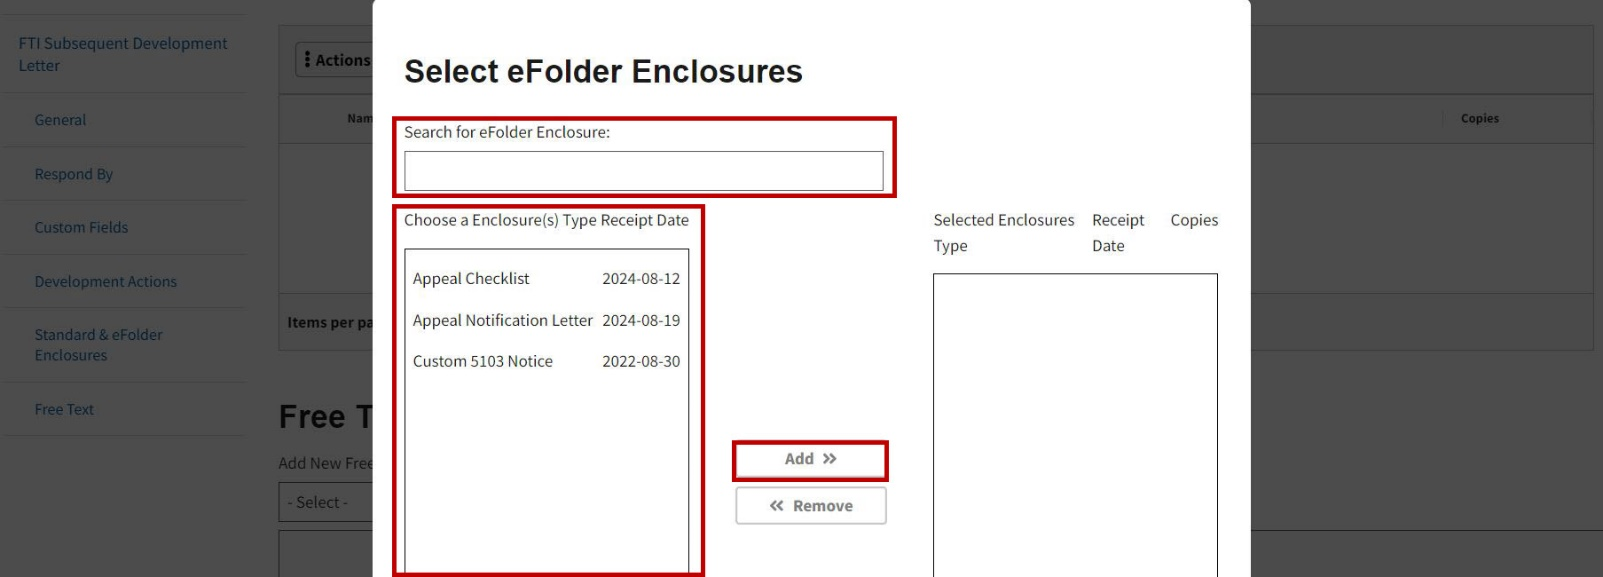 FTI Subsequent Development
Letter
General
Respond By
Custom Fields
Development Actions
Standard & eFolder
Enclosures
Free Text
Actions
Items per pa
Free T
Add New Free
- Select -
Select eFolder Enclosures
Search for eFolder Enclosure:
Choose a Enclosure(s) Type Receipt Date
Appeal Checklist 2024-08-12
Appeal Notification Letter 2024-08-19
Custom 5103 Notice 2022-08-30
Add »
« Remove
Selected Enclosures Receipt Copies
Type Date
Copies